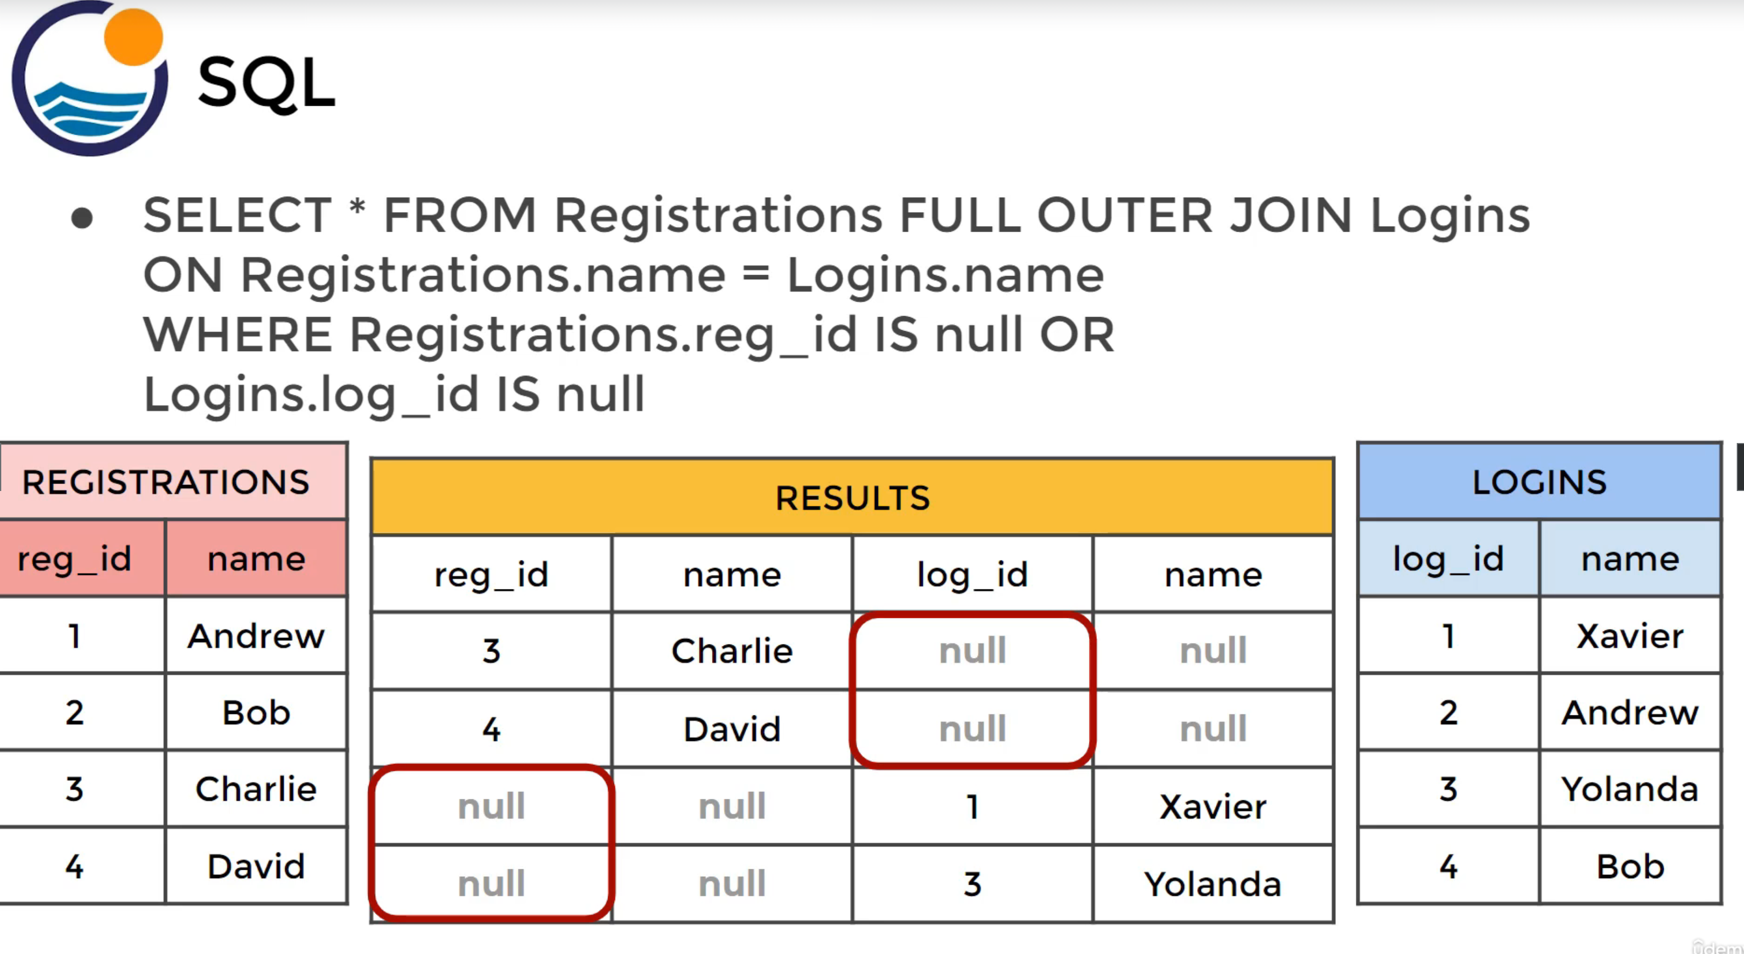 SQL
● SELECT * FROM Registrations FULL OUTER JOIN Logins
ON Registrations.name = Logins.name
WHERE Registrations.reg_id IS null OR
Logins.log_id IS null
REGISTRATIONS
reg_id name
1 Andrew
2 Bob
3 Charlie
4 David
RESULTS
reg_id name log_id name
3 Charlie null null
4 David null null
null null 1 Xavier
null null 3 Yolanda
LOGINS
log_id name
1 Xavier
2 Andrew
3 Yolanda
4 Bob